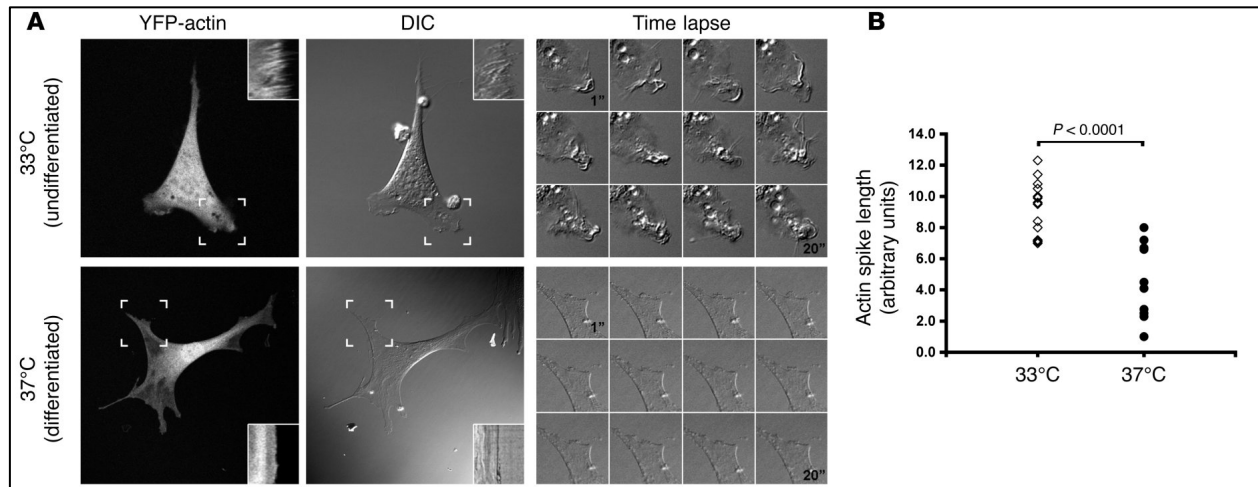 A
YFP-actin
DIC
Time lapse
33°C
(undifferentiated)
1”
20”
37°C
(differentiated)
1”
20”
B
P < 0.0001
Actin spike length
(arbitrary units)
14.0
12.0
10.0
8.0
6.0
4.0
2.0
0.0
33°C
37°C